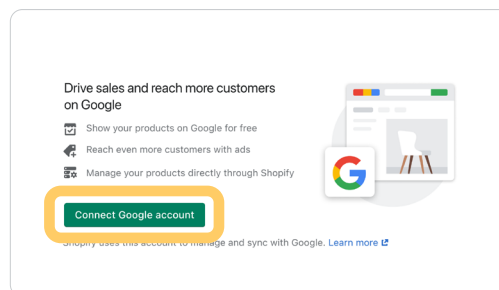 Drive sales and reach more customers
on Google
Show your products on Google for free
Reach even more customers with ads
Manage your products directly through Shopify
Connect Google account
Shopify uses this account to manage and sync with Google. Learn more